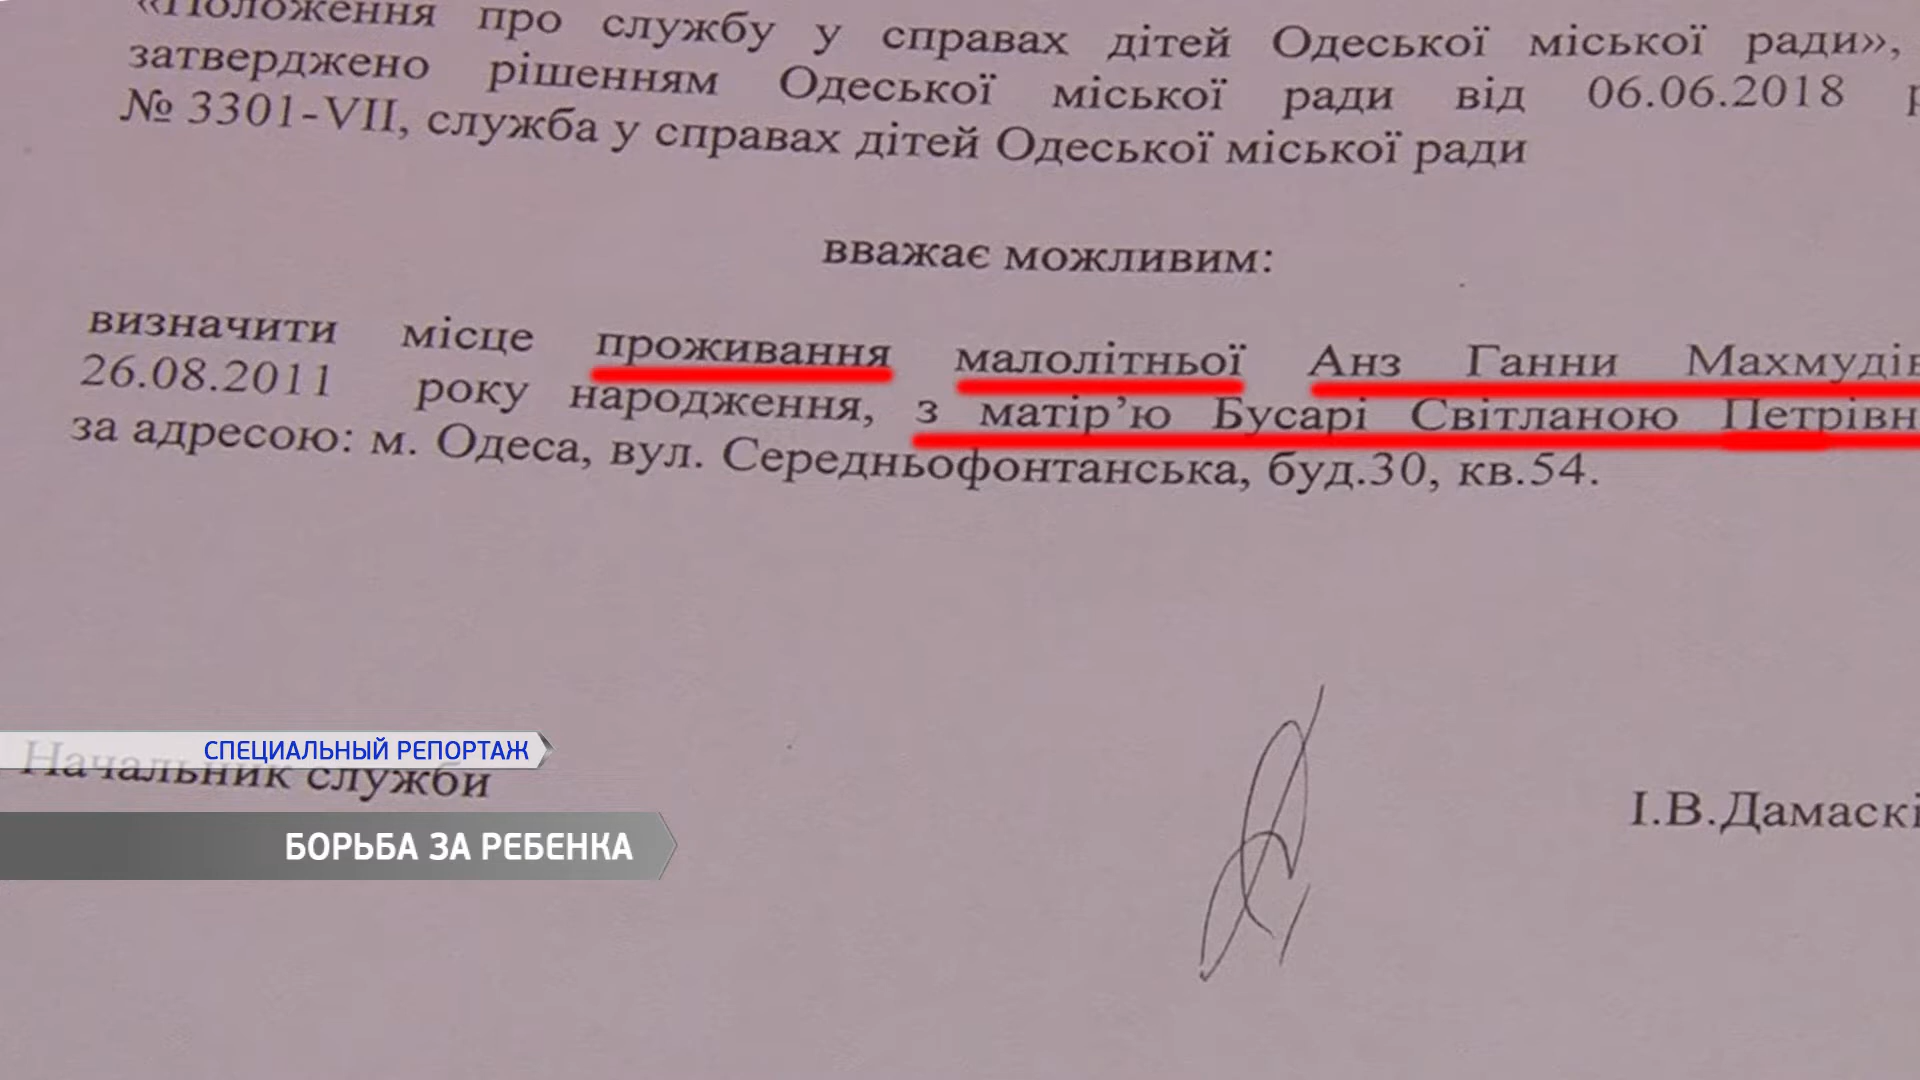 «Положення про службу у справах дітей Одеської міської ради»,
затверджено рішенням Одеської міської ради від 06.06.2018 р
№ 3301-VII, служба у справах дітей Одеської міської ради
вважає можливим:
визначити місце проживання малолітньої Анз Ганни Махмудів
26.08.2011 року народження, з матір’ю Бусарі Світланою Петрівн
за адресою: м. Одеса, вул. Середньофонтанська, буд.30, кв.54.
СПЕЦИАЛЬНЫЙ РЕПОРТАЖ
Начальник служби
І.В.Дамаскі
БОРЬБА ЗА РЕБЕНКА